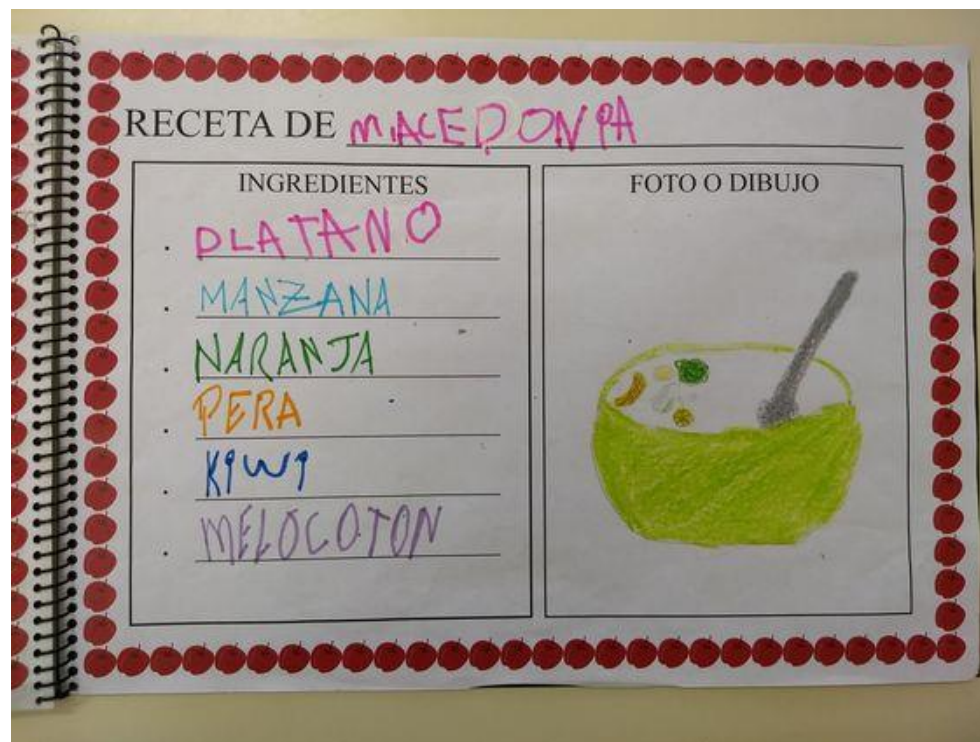 RECETA DE MACEDONIA
INGREDIENTES
PLATANO
MANZANA
NARANJA
PERA
KIWI
MELOCOTON
FOTO O DIBUJO